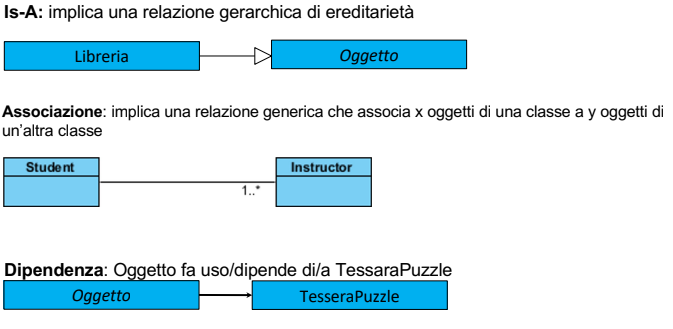 Is-A: implica una relazione gerarchica di ereditarietà
Libreria
Oggetto
Associazione: implica una relazione generica che associa x oggetti di una classe a y oggetti di
un'altra classe
Student
Instructor
1..*
Dipendenza: Oggetto fa uso/dipende di/a TessaraPuzzle
Oggetto
TesseraPuzzle